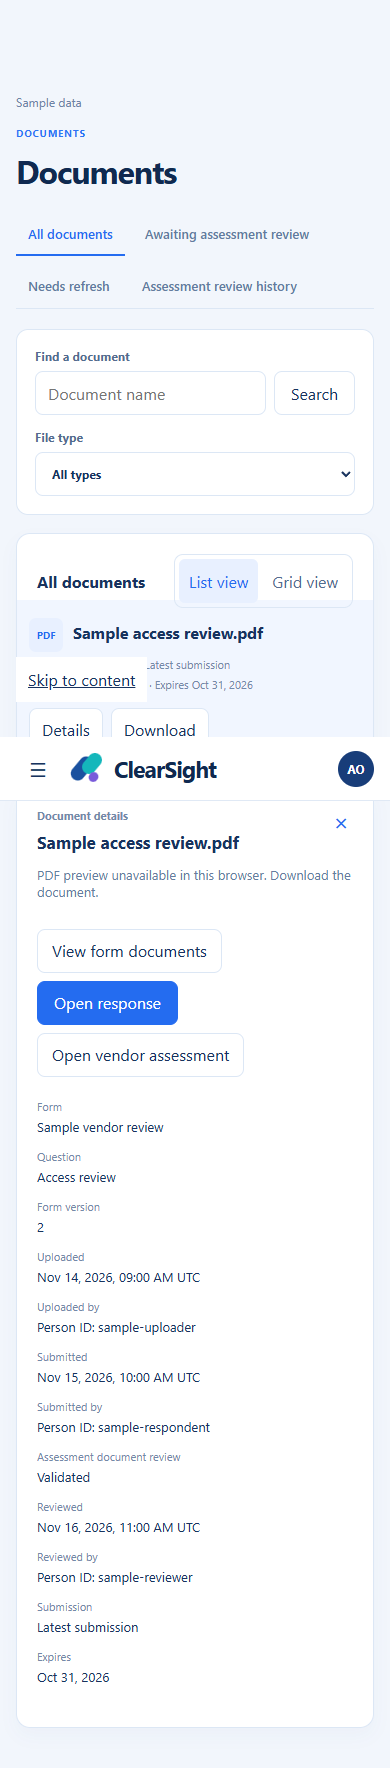 Sample data
DOCUMENTS
Documents
All documents
Awaiting assessment review
Needs refresh
Assessment review history
Find a document
Document name
Search
File type
All types
All documents
List view
Grid view
PDF
Sample access review.pdf
Latest submission
Skip to content
· Expires Oct 31, 2026
Details
Download
ClearSight
AO
Document details
Sample access review.pdf
PDF preview unavailable in this browser. Download the
document.
View form documents
Open response
Open vendor assessment
Form
Sample vendor review
Question
Access review
Form version
2
Uploaded
Nov 14, 2026, 09:00 AM UTC
Uploaded by
Person ID: sample-uploader
Submitted
Nov 15, 2026, 10:00 AM UTC
Submitted by
Person ID: sample-respondent
Assessment document review
Validated
Reviewed
Nov 16, 2026, 11:00 AM UTC
Reviewed by
Person ID: sample-reviewer
Submission
Latest submission
Expires
Oct 31, 2026